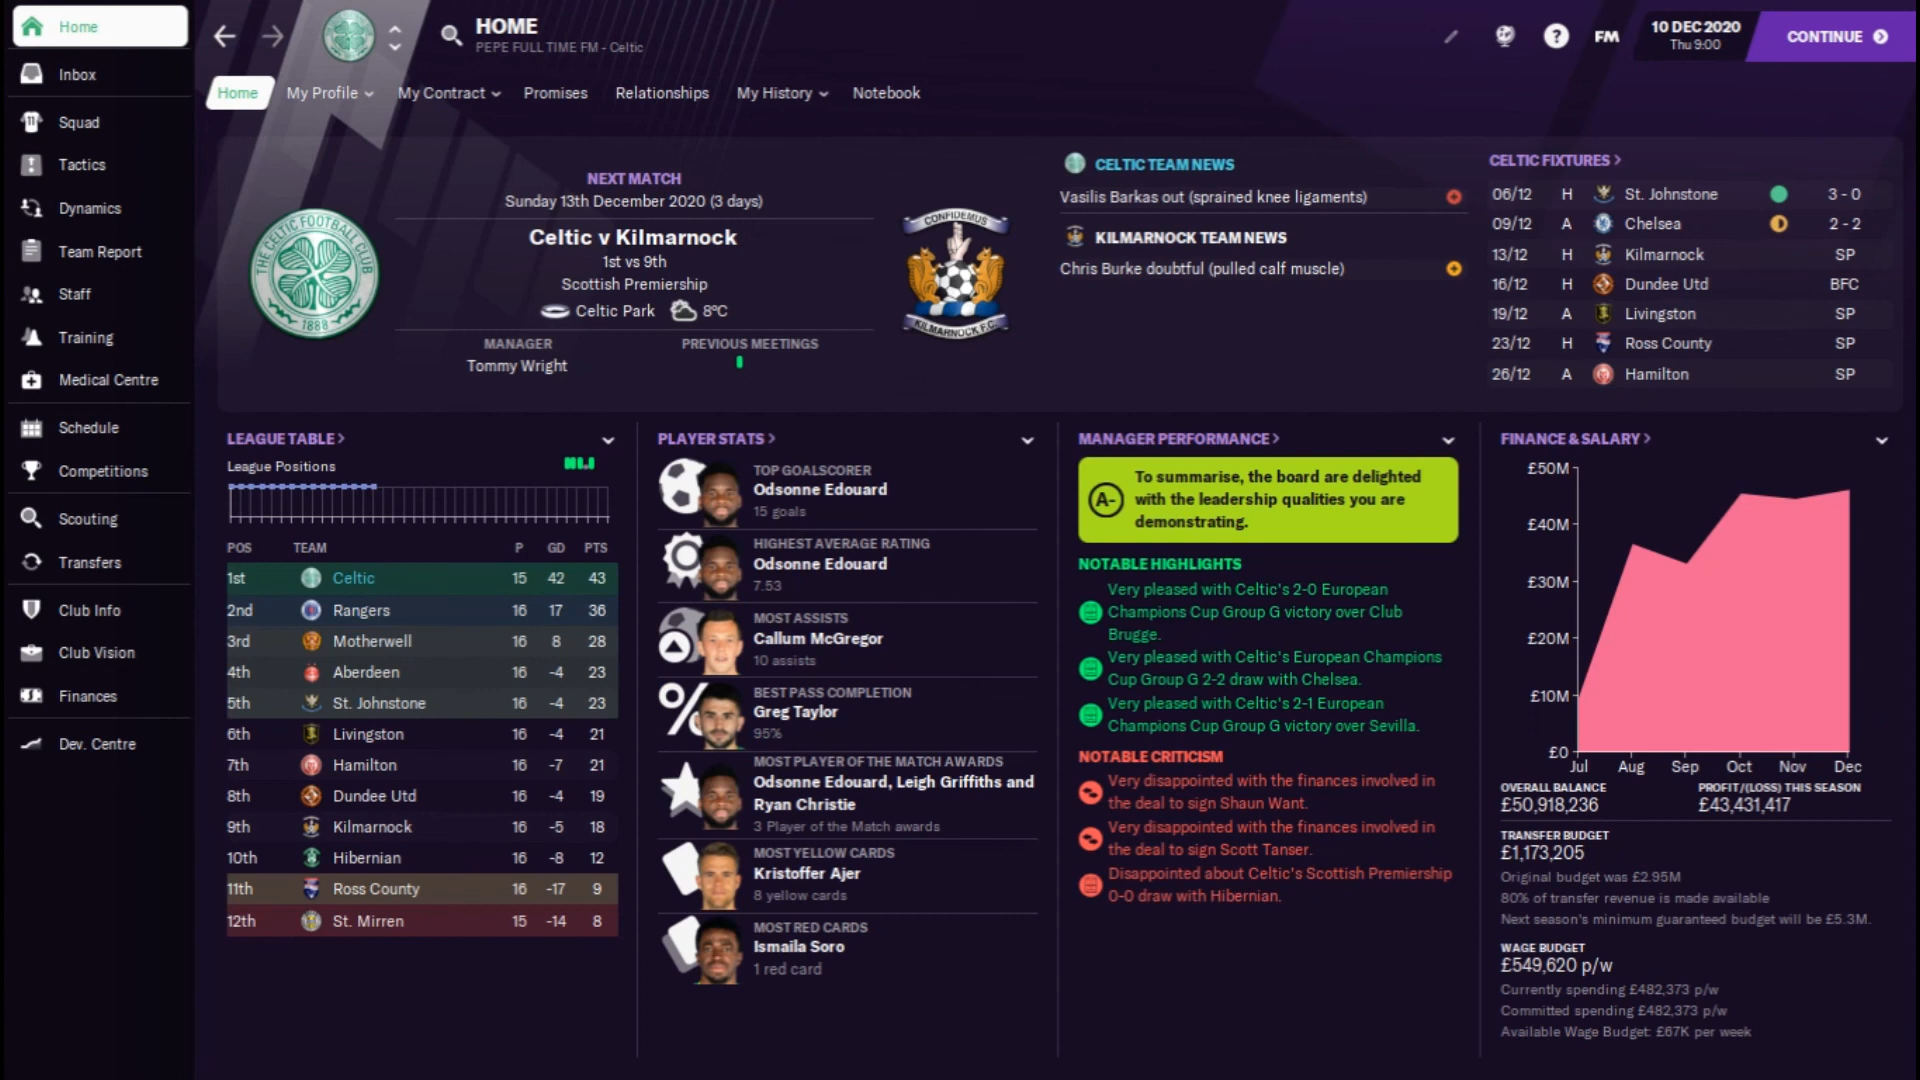 Home
Inbox
Squad
Tactics
Dynamics
Team Report
Staff
Training
Medical Centre
Schedule
Competitions
Scouting
Transfers
Club Info
Club Vision
Finances
Dev. Centre
HOME
PEPE FULL TIME FM - Celtic
?
FM
10 DEC 2020
Thu 9:00
CONTINUE
Home
My Profile
My Contract
Promises
Relationships
My History
Notebook
THE CELTIC FOOTBALL CLUB
1888
NEXT MATCH
Sunday 13th December 2020 (3 days)
Celtic v Kilmarnock
1st vs 9th
Scottish Premiership
Celtic Park 8°C
MANAGER
Tommy Wright
PREVIOUS MEETINGS
CONFIDEMUS
KILMARNOCK F.C.
CELTIC TEAM NEWS
Vasilis Barkas out (sprained knee ligaments)
KILMARNOCK TEAM NEWS
Chris Burke doubtful (pulled calf muscle)
CELTIC FIXTURES >
06/12 H St. Johnstone 3 - 0
09/12 A Chelsea 2 - 2
13/12 H Kilmarnock SP
16/12 H Dundee Utd BFC
19/12 A Livingston SP
23/12 H Ross County SP
26/12 A Hamilton SP
LEAGUE TABLE >
League Positions
POS TEAM P GD PTS
1st Celtic 15 42 43
2nd Rangers 16 17 36
3rd Motherwell 16 8 28
4th Aberdeen 16 -4 23
5th St. Johnstone 16 -4 23
6th Livingston 16 -4 21
7th Hamilton 16 -7 21
8th Dundee Utd 16 -4 19
9th Kilmarnock 16 -5 18
10th Hibernian 16 -8 12
11th Ross County 16 -17 9
12th St. Mirren 15 -14 8
PLAYER STATS >
TOP GOALSCORER
Odsonne Edouard
15 goals
HIGHEST AVERAGE RATING
Odsonne Edouard
7.53
MOST ASSISTS
Callum McGregor
10 assists
%
BEST PASS COMPLETION
Greg Taylor
95%
MOST PLAYER OF THE MATCH AWARDS
Odsonne Edouard, Leigh Griffiths and
Ryan Christie
3 Player of the Match awards
MOST YELLOW CARDS
Kristoffer Ajer
8 yellow cards
MOST RED CARDS
Ismaila Soro
1 red card
MANAGER PERFORMANCE >
A-
To summarise, the board are delighted
with the leadership qualities you are
demonstrating.
NOTABLE HIGHLIGHTS
Very pleased with Celtic's 2-0 European
Champions Cup Group G victory over Club
Brugge.
Very pleased with Celtic's European Champions
Cup Group G 2-2 draw with Chelsea.
Very pleased with Celtic's 2-1 European
Champions Cup Group G victory over Sevilla.
NOTABLE CRITICISM
Very disappointed with the finances involved in
the deal to sign Shaun Want.
Very disappointed with the finances involved in
the deal to sign Scott Tanser.
Disappointed about Celtic's Scottish Premiership
0-0 draw with Hibernian.
FINANCE & SALARY >
£50M
£40M
£30M
£20M
£10M
£0
Jul Aug Sep Oct Nov Dec
OVERALL BALANCE
£50,918,236
PROFIT/(LOSS) THIS SEASON
£43,431,417
TRANSFER BUDGET
£1,173,205
Original budget was £2.95M
80% of transfer revenue is made available
Next season's minimum guaranteed budget will be £5.3M.
WAGE BUDGET
£549,620 p/w
Currently spending £482,373 p/w
Committed spending £482,373 p/w
Available Wage Budget: £67K per week